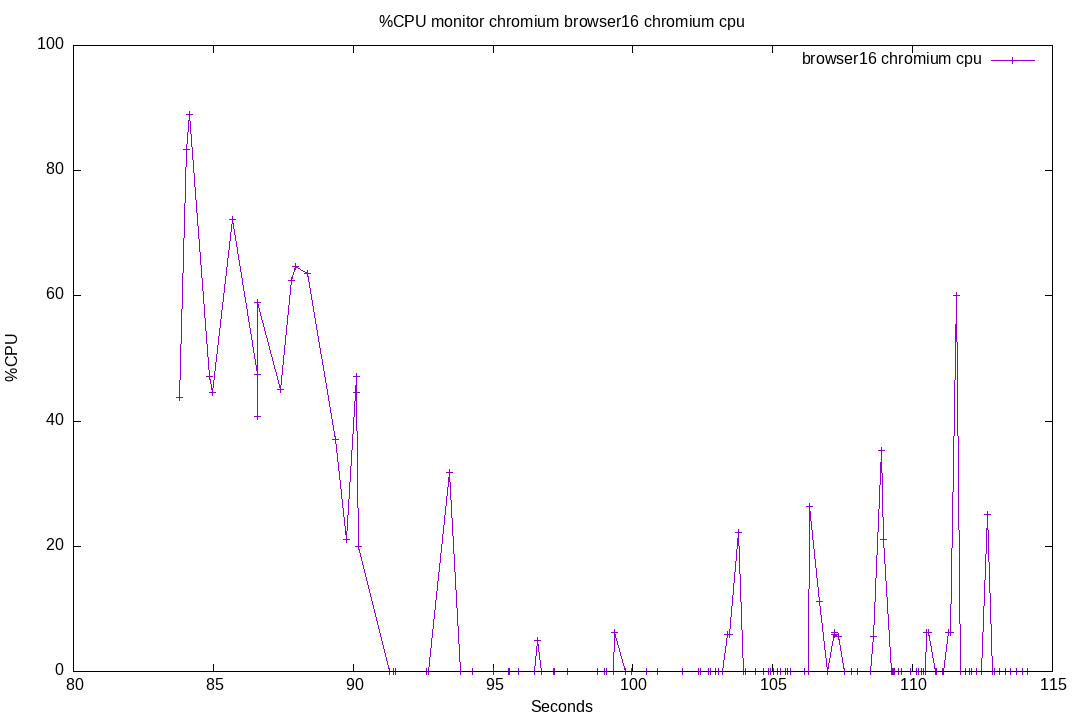 %CPU monitor chromium browser16 chromium cpu
browser16 chromium cpu
100
80
60
40
20
0
%CPU
80 85 90 95 100 105 110 115
Seconds